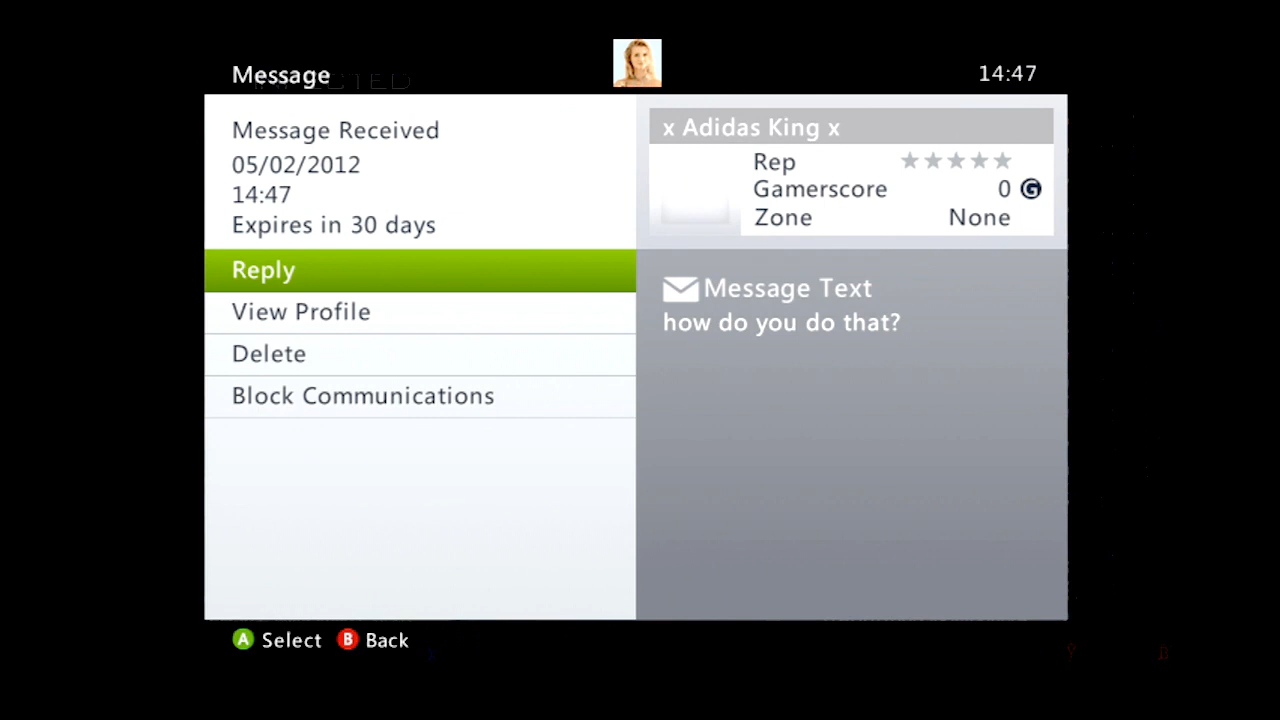 Message
14:47
Message Received
05/02/2012
14:47
Expires in 30 days
Reply
View Profile
Delete
Block Communications
x Adidas King x
Rep
Gamerscore 0 G
Zone None
Message Text
how do you do that?
A Select B Back